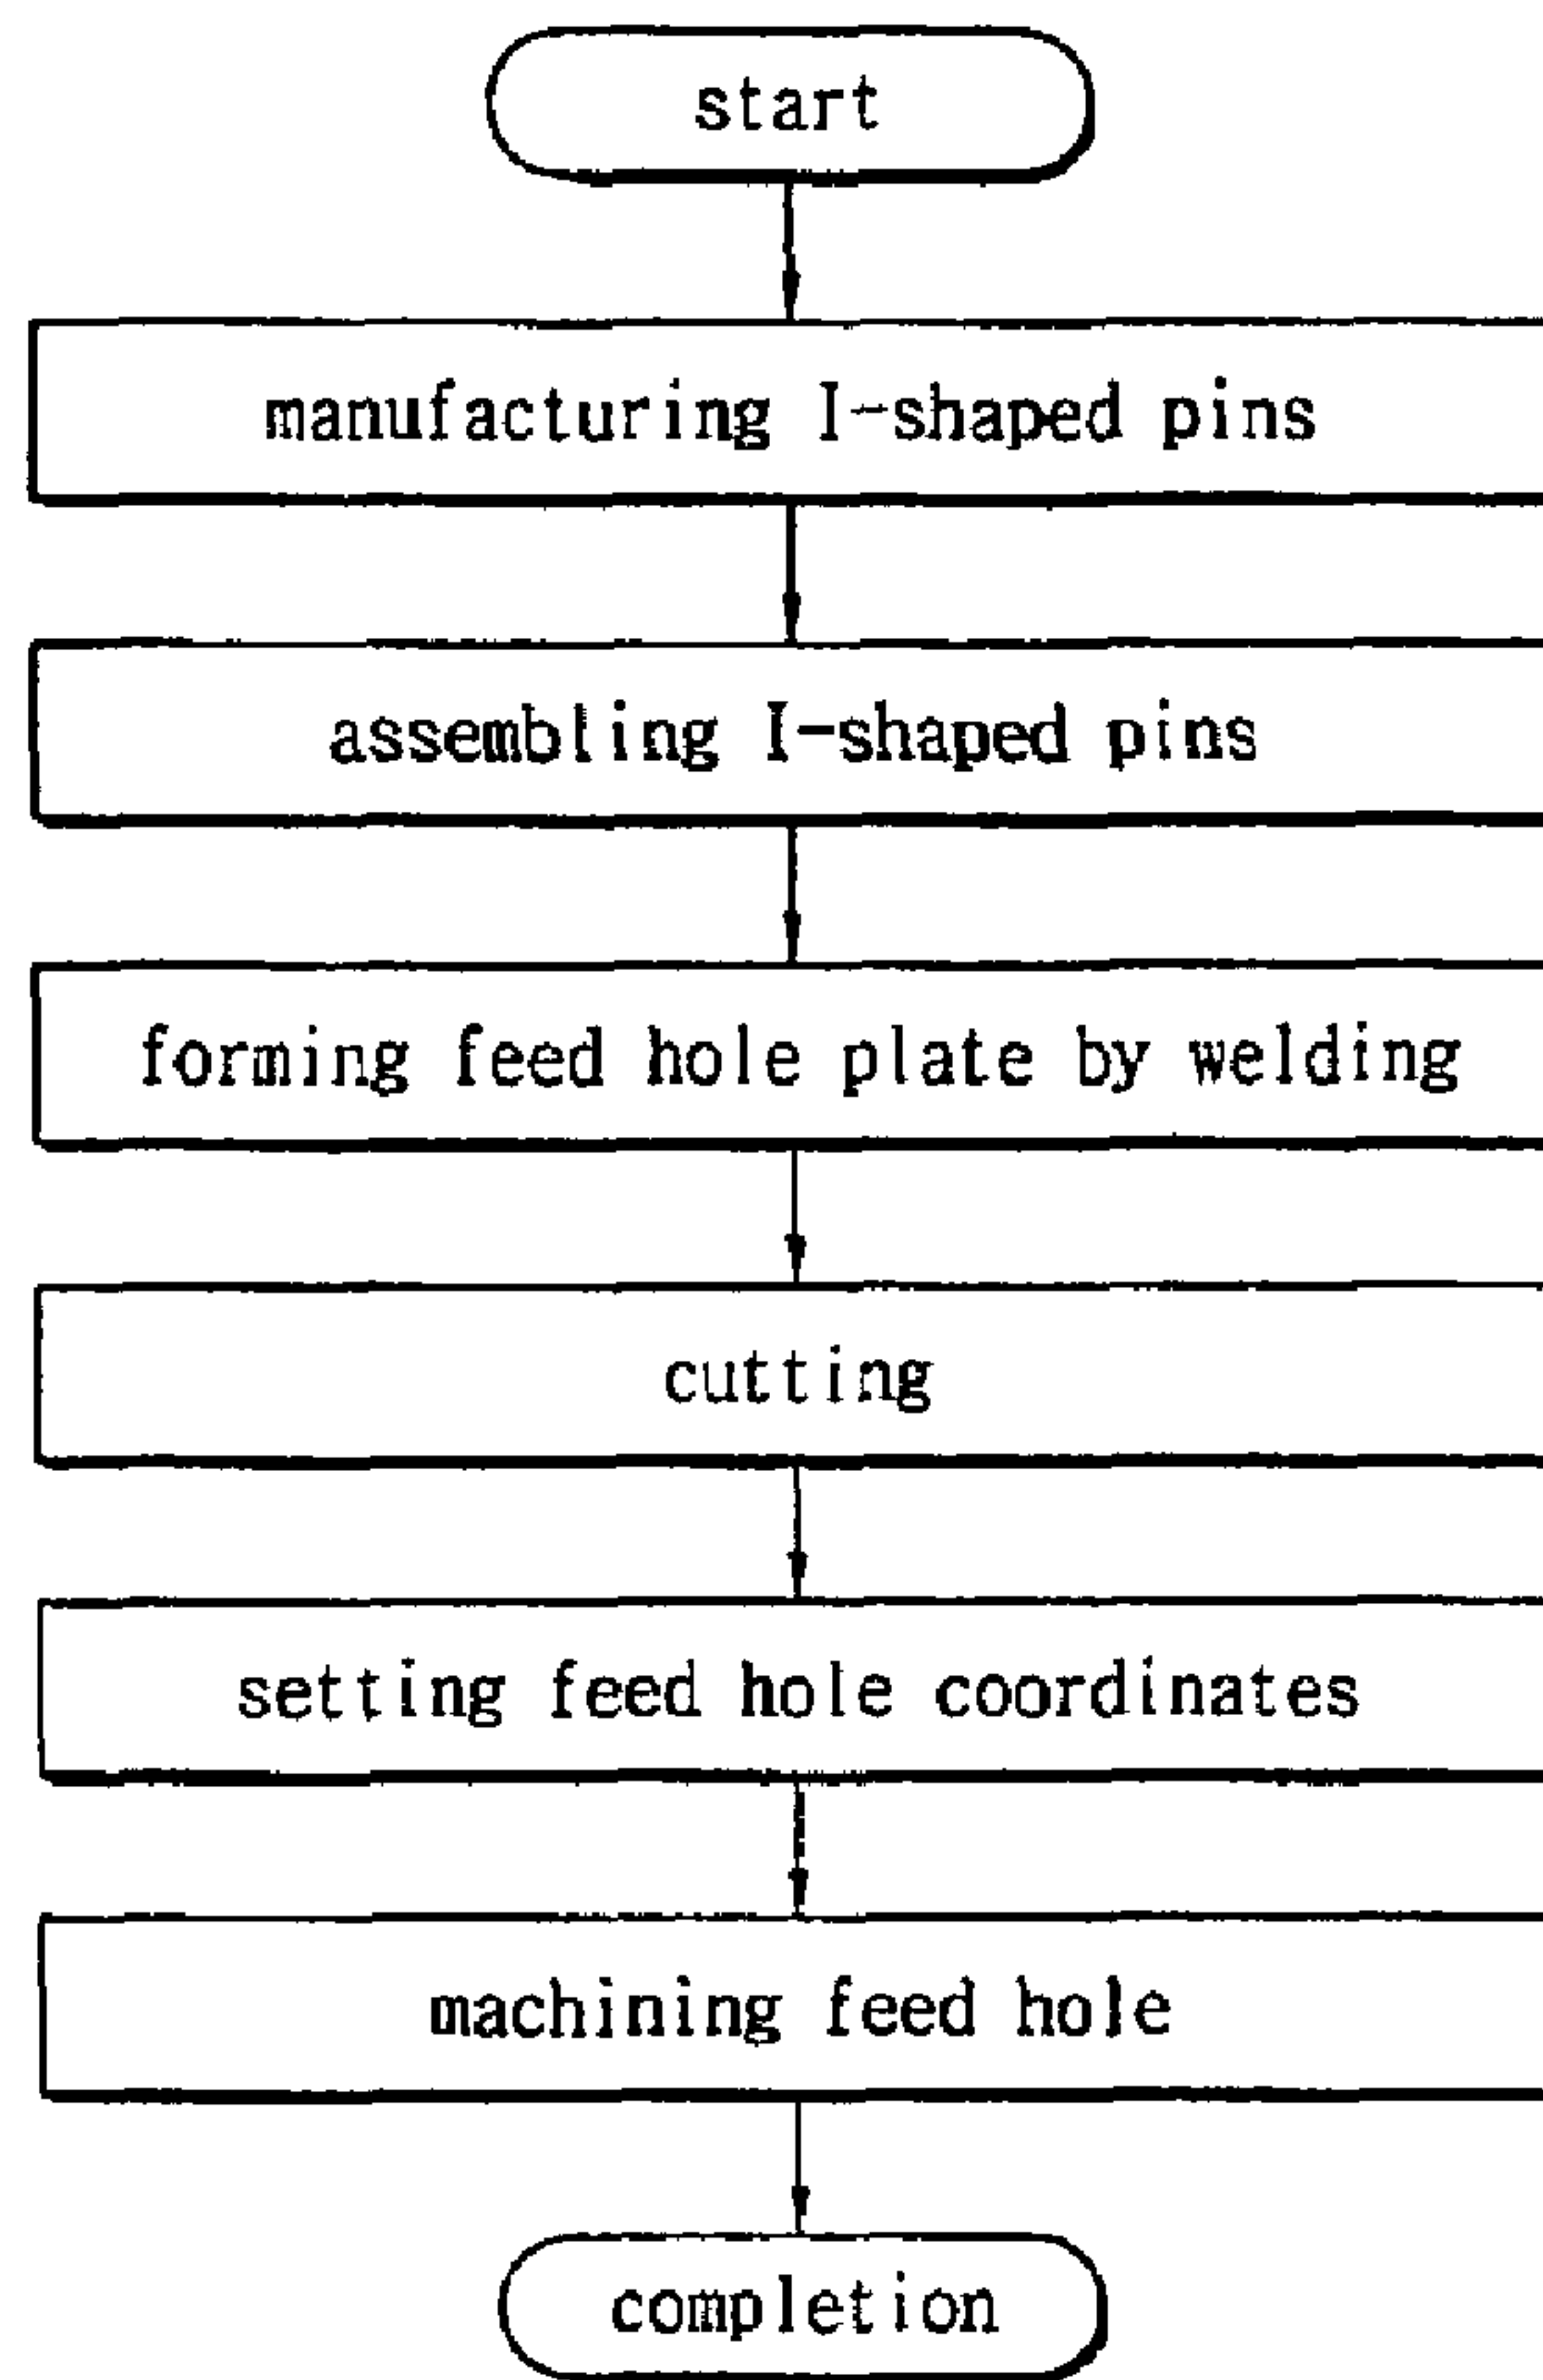 start
manufacturing I-shaped pins
assembling I-shaped pins
forming feed hole plate by welding
cutting
setting feed hole coordinates
machining feed hole
completion